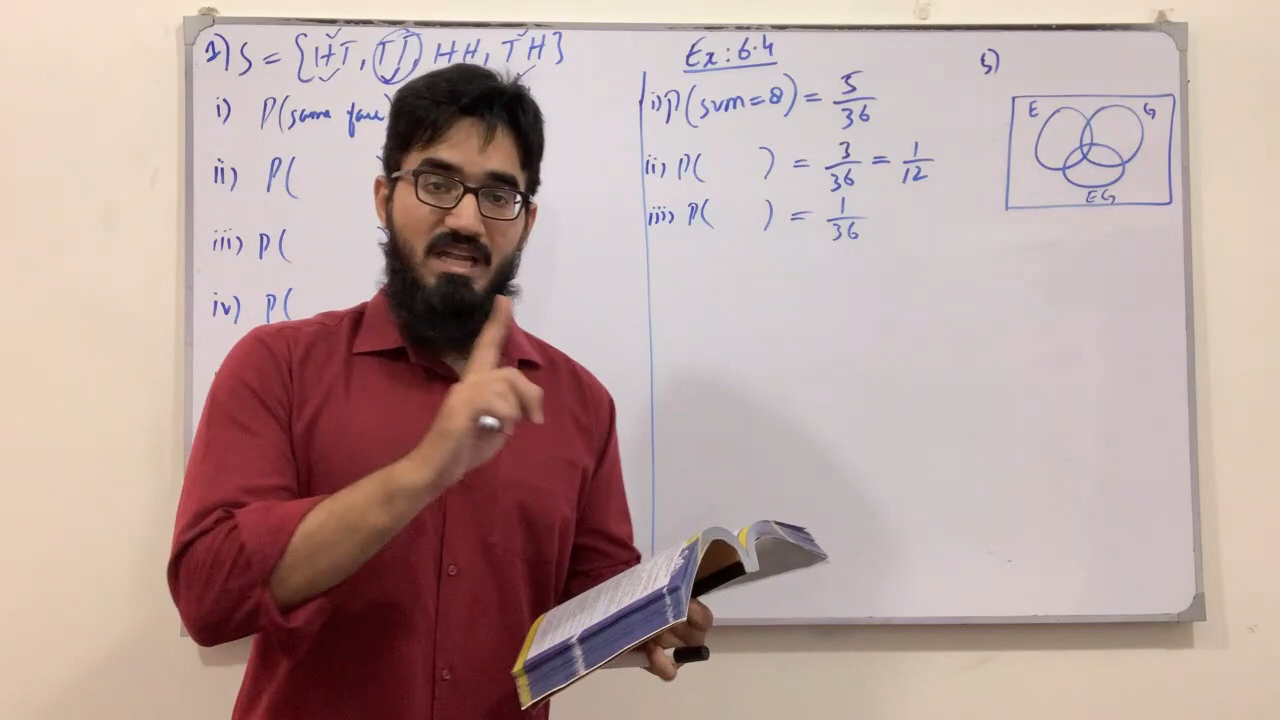 1) S = {HT, TT, HH, TH}
i) P(same face
ii) P(
iii) P(
iv) P(
Ex: 6.4
i) P(sum=8) = 5/36
ii) P( ) = 3/36 = 1/12
iii) P( ) = 1/36
5)
E G
EG